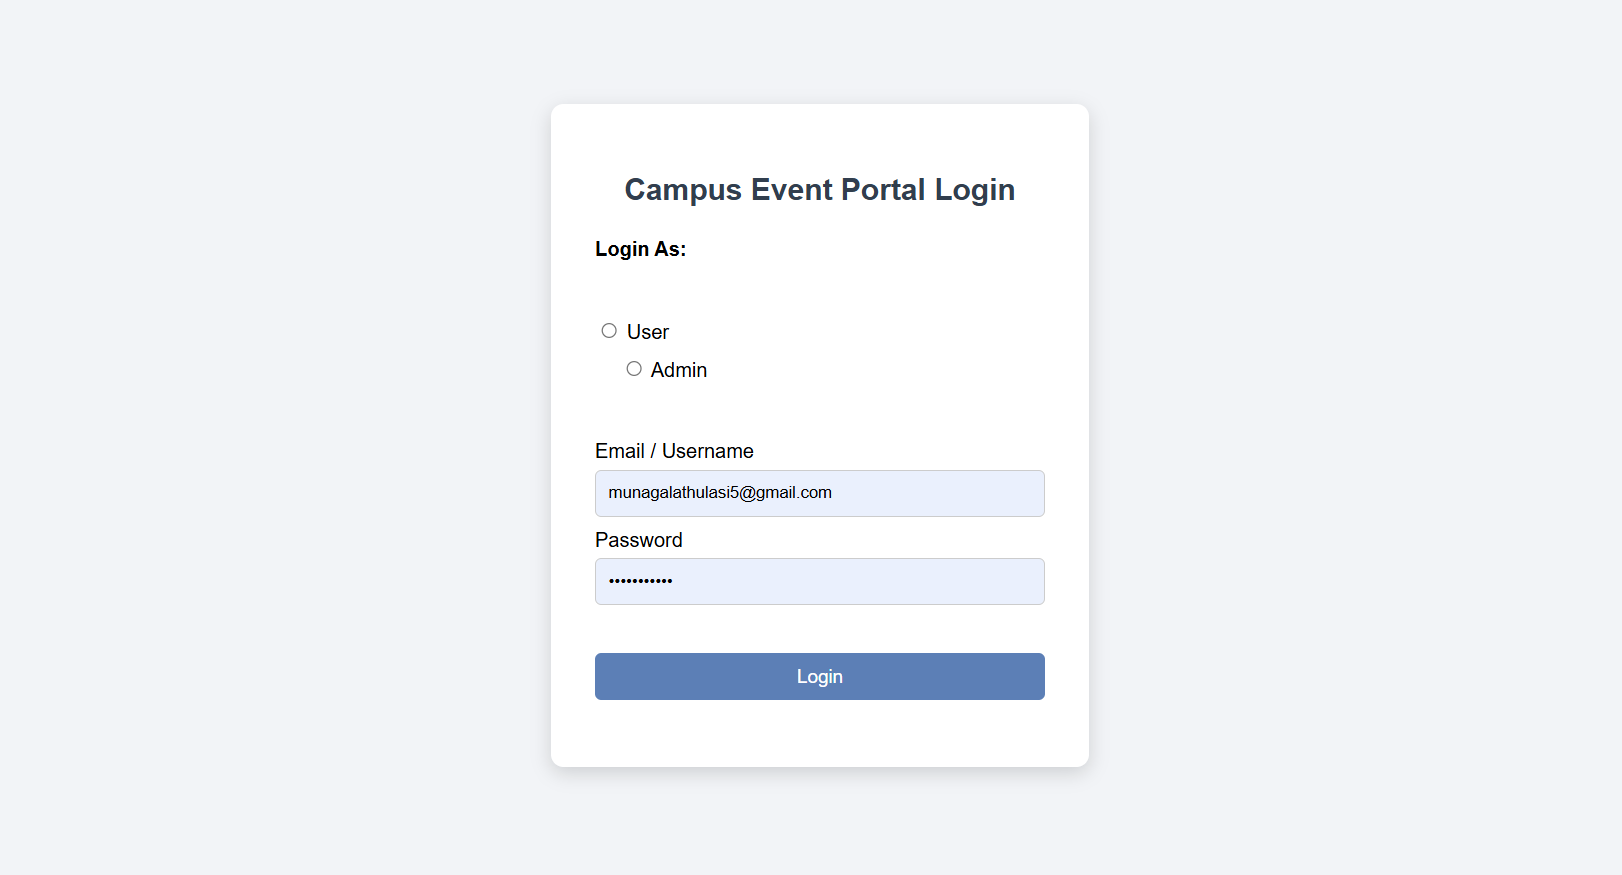 Campus Event Portal Login
Login As:
User
Admin
Email / Username
munagalathulasi5@gmail.com
Password
•••••••••••
Login